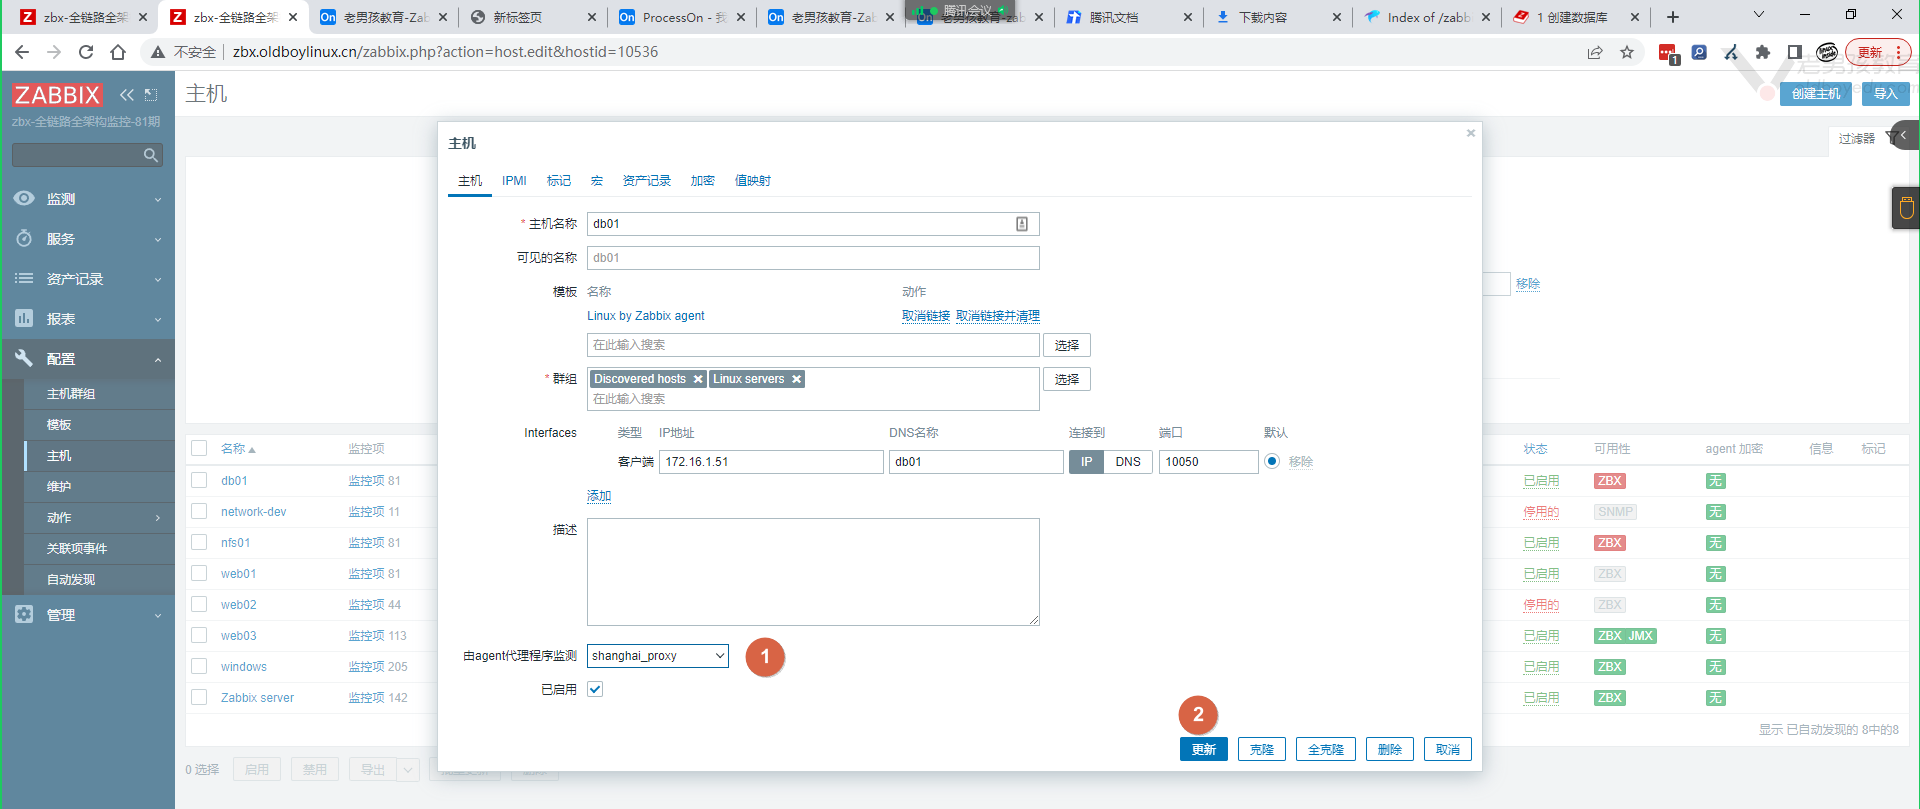 zbx-全链路全架
zbx-全链路全架
老男孩教育-Zab
新标签页
ProcessOn - 我
老男孩教育-Zab
老男孩教育-zab
腾讯会议
腾讯文档
下载内容
Index of /zabb
1 创建数据库
不安全
zbx.oldboylinux.cn/zabbix.php?action=host.edit&hostid=10536
更新
ZABBIX
zbx-全链路全架构监控-81期
监测
服务
资产记录
报表
配置
主机群组
模板
主机
维护
动作
关联项事件
自动发现
管理
主机
老男孩教育
创建主机
导入
过滤器
移除
主机
主机 IPMI 标记 宏 资产记录 加密 值映射
* 主机名称 db01
可见的名称 db01
模板 名称 动作
Linux by Zabbix agent 取消链接 取消链接并清理
在此输入搜索 选择
* 群组 Discovered hosts Linux servers 选择
在此输入搜索
Interfaces 类型 IP地址 DNS名称 连接到 端口 默认
客户端 172.16.1.51 db01 IP DNS 10050 移除
添加
描述
由agent代理程序监测 shanghai_proxy 1
已启用
2
更新 克隆 全克隆 删除 取消
名称 监控项 状态 可用性 agent 加密 信息 标记
db01 监控项 81 已启用 ZBX 无
network-dev 监控项 11 停用的 SNMP 无
nfs01 监控项 81 已启用 ZBX 无
web01 监控项 81 已启用 ZBX 无
web02 监控项 44 停用的 ZBX 无
web03 监控项 113 已启用 ZBX JMX 无
windows 监控项 205 已启用 ZBX 无
Zabbix server 监控项 142 已启用 ZBX 无
显示 已自动发现的 8中的8
0 选择 启用 禁用 导出